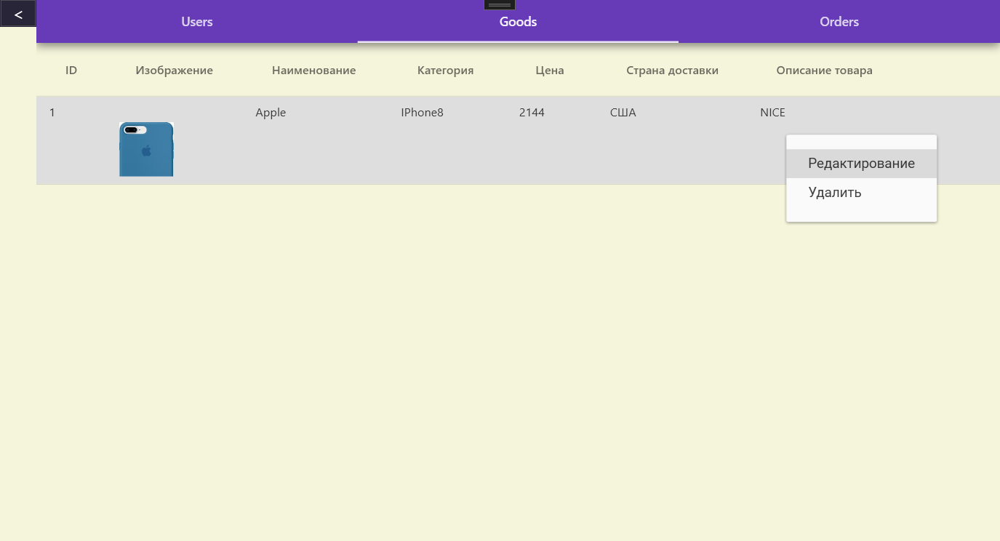 <
Users
Goods
Orders
ID
Изображение
Наименование
Категория
Цена
Страна доставки
Описание товара
1
Apple
IPhone8
2144
США
NICE
Редактирование
Удалить